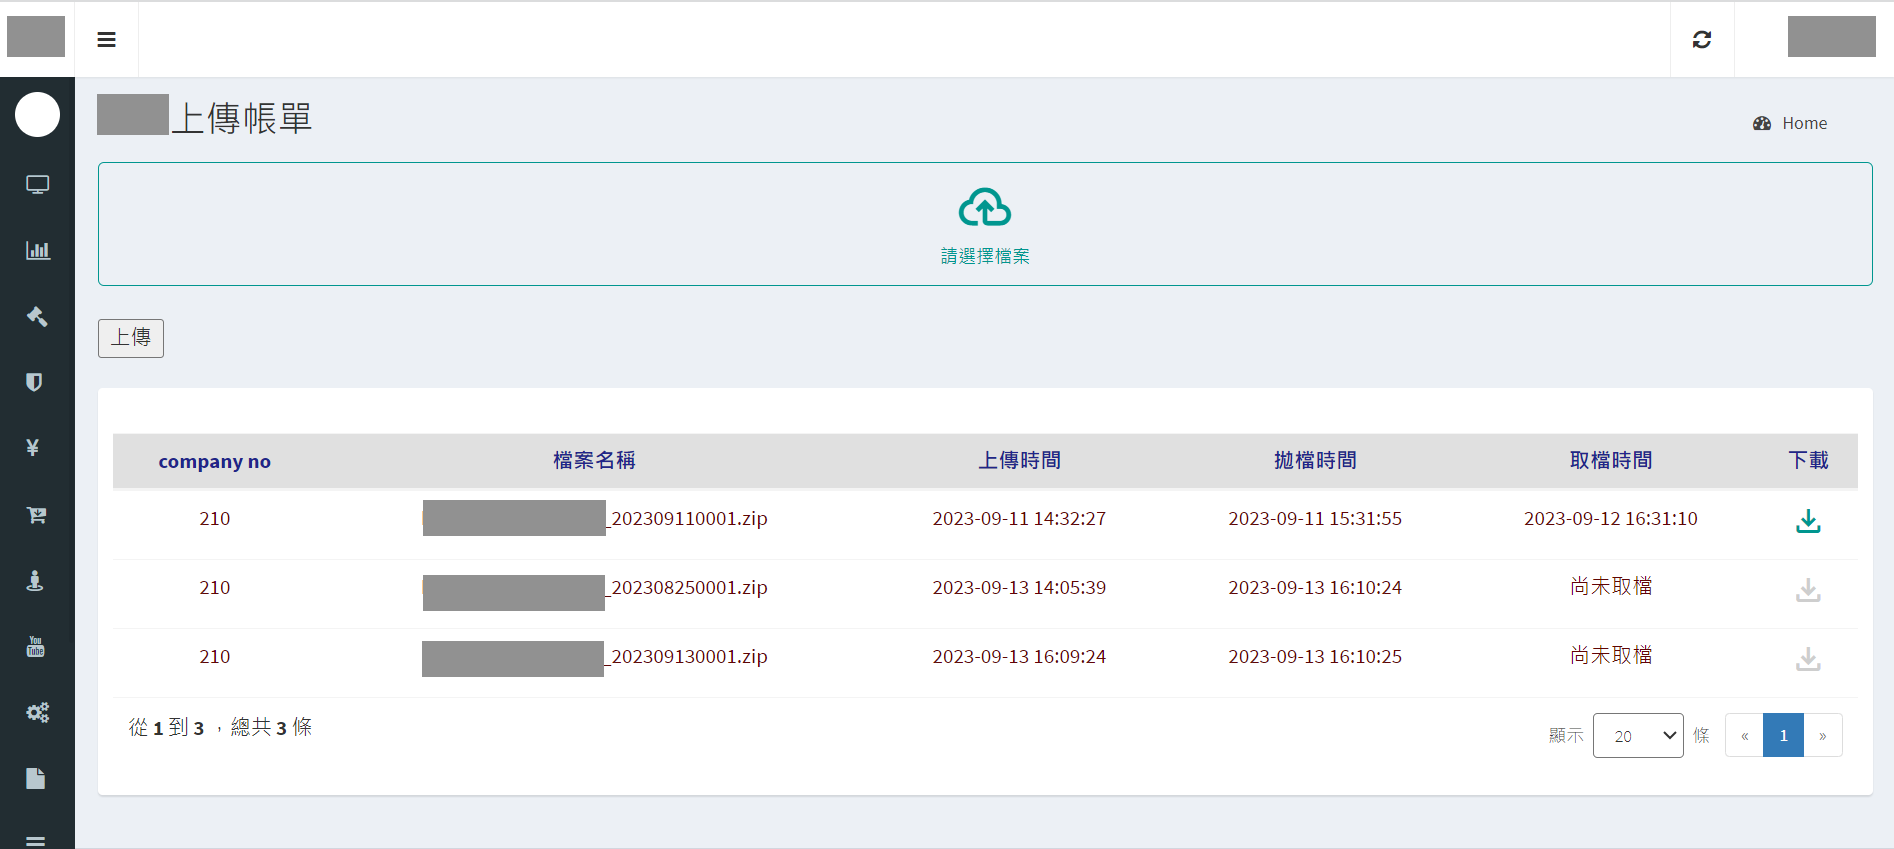 上傳帳單
Home
請選擇檔案
上傳
company no 檔案名稱 上傳時間 拋檔時間 取檔時間 下載
210 _202309110001.zip 2023-09-11 14:32:27 2023-09-11 15:31:55 2023-09-12 16:31:10
210 _202308250001.zip 2023-09-13 14:05:39 2023-09-13 16:10:24 尚未取檔
210 _202309130001.zip 2023-09-13 16:09:24 2023-09-13 16:10:25 尚未取檔
從 1 到 3 ，總共 3 條
顯示 20 條 « 1 »
You
Tube